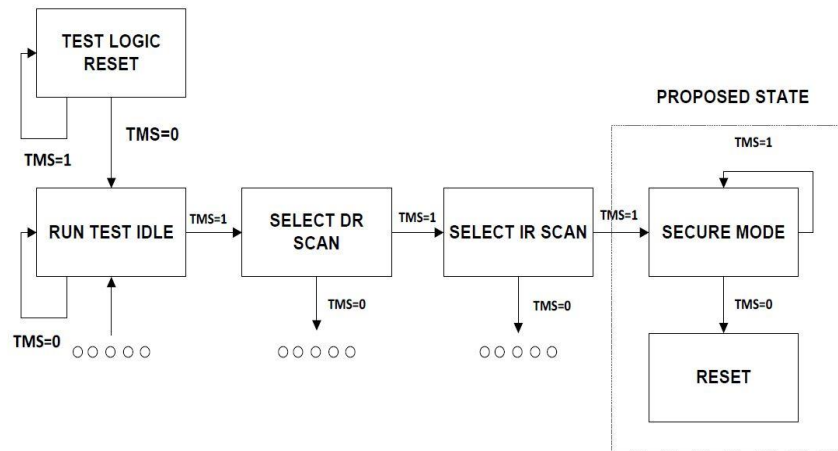 TEST LOGIC
RESET
PROPOSED STATE
TMS=0
TMS=1
TMS=1
RUN TEST IDLE
TMS=1
SELECT DR
SCAN
TMS=1
SELECT IR SCAN
TMS=1
SECURE MODE
TMS=0
TMS=0
TMS=0
TMS=0
RESET